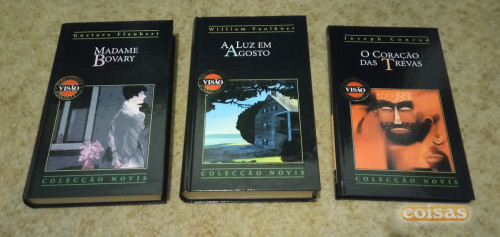 Gustave Flaubert
MADAME
BOVARY
VISÃO
COLECÇÃO NOVIS
William Faulkner
A LUZ EM
AGOSTO
VISÃO
COLECÇÃO NOVIS
Joseph Conrad
O CORAÇÃO
DAS TREVAS
VISÃO
COLECÇÃO NOVIS
coisas